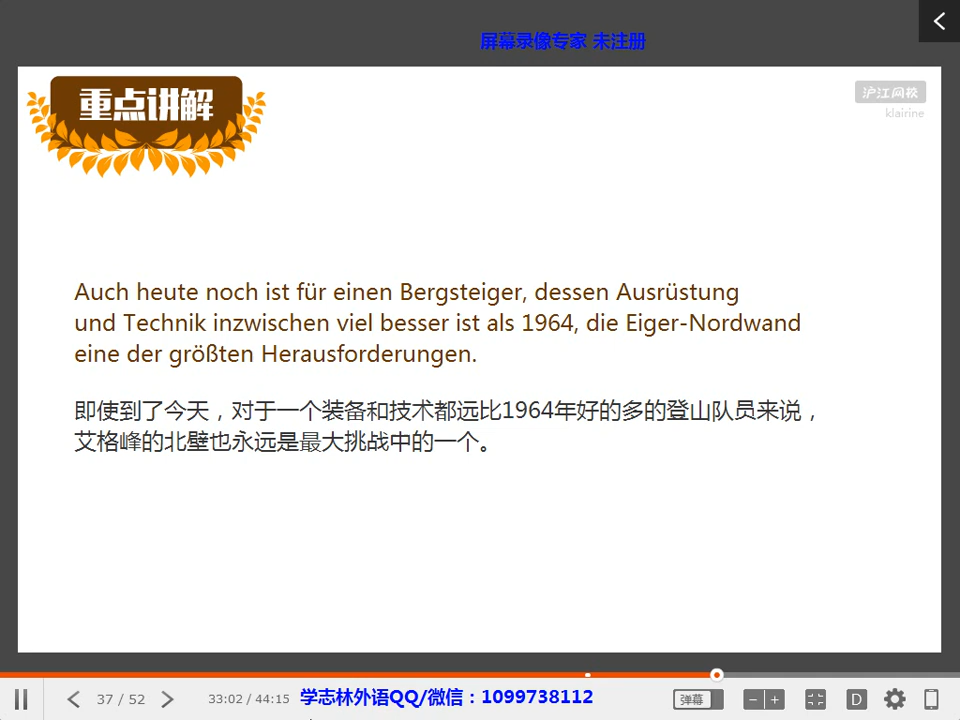 屏幕录像专家 未注册
重点讲解
沪江网校
klairine
Auch heute noch ist für einen Bergsteiger, dessen Ausrüstung
und Technik inzwischen viel besser ist als 1964, die Eiger-Nordwand
eine der größten Herausforderungen.
即使到了今天，对于一个装备和技术都远比1964年好的多的登山队员来说，
艾格峰的北壁也永远是最大挑战中的一个。
37 / 52
33:02 / 44:15
学志林外语QQ/微信：1099738112
弹幕
D